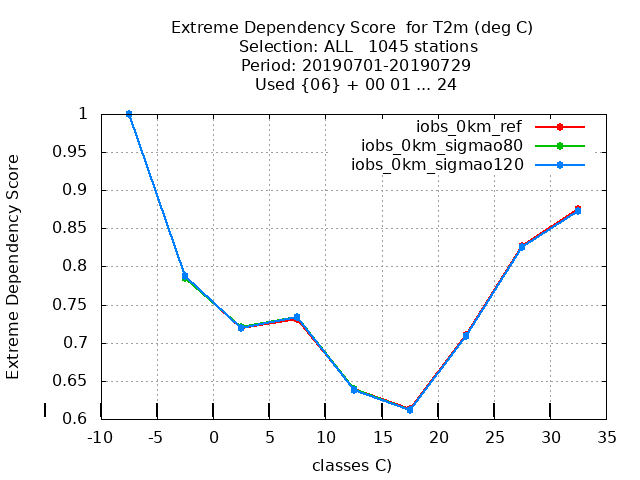 Extreme Dependency Score  for T2m (deg C)
Selection: ALL   1045 stations
Period: 20190701-20190729
Used {06} + 00 01 ... 24
iobs_0km_ref
iobs_0km_sigmao80
iobs_0km_sigmao120
Extreme Dependency Score
1
0.95
0.9
0.85
0.8
0.75
0.7
0.65
0.6
-10 -5 0 5 10 15 20 25 30 35
classes C)